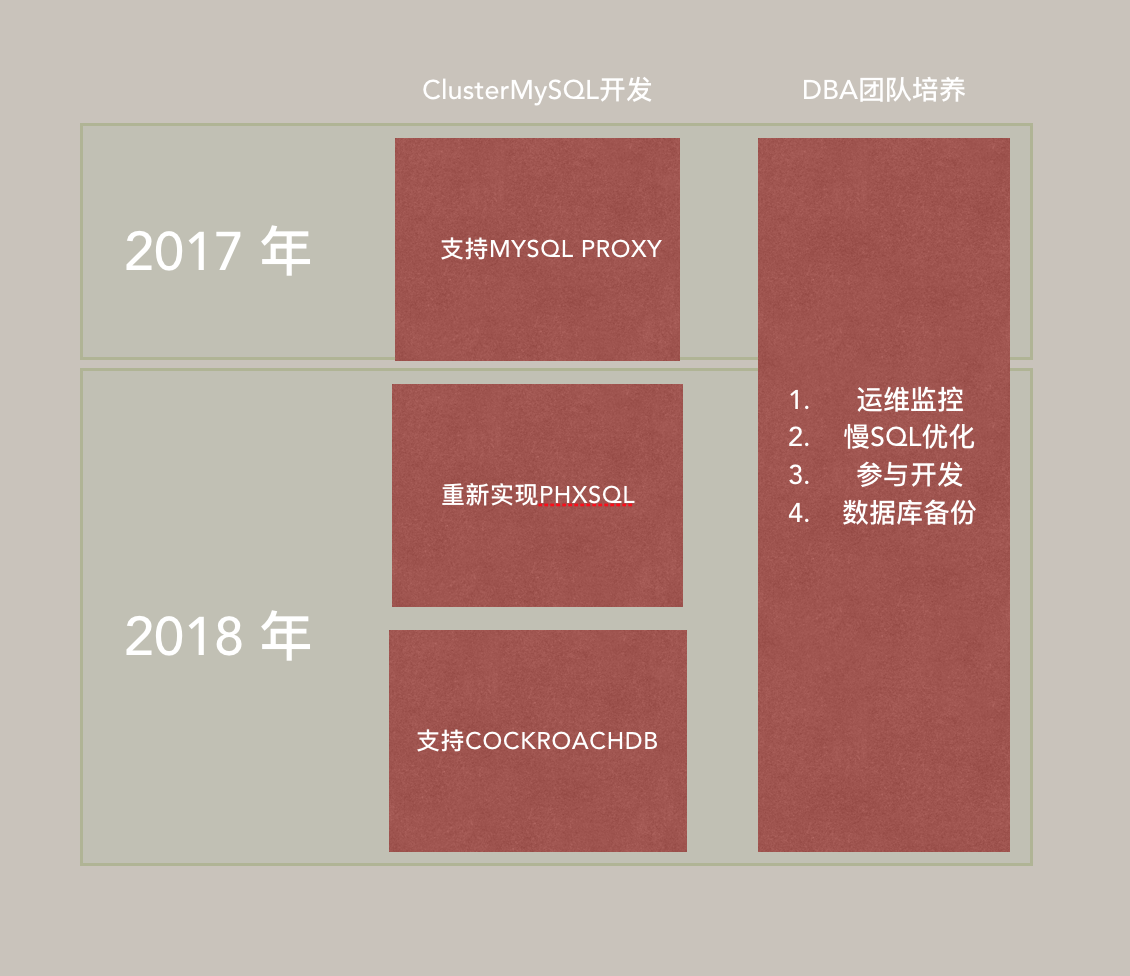 ClusterMySQL开发
DBA团队培养
2017 年
支持MYSQL PROXY
2018 年
重新实现PHXSQL
支持COCKROACHDB
1. 运维监控
2. 慢SQL优化
3. 参与开发
4. 数据库备份